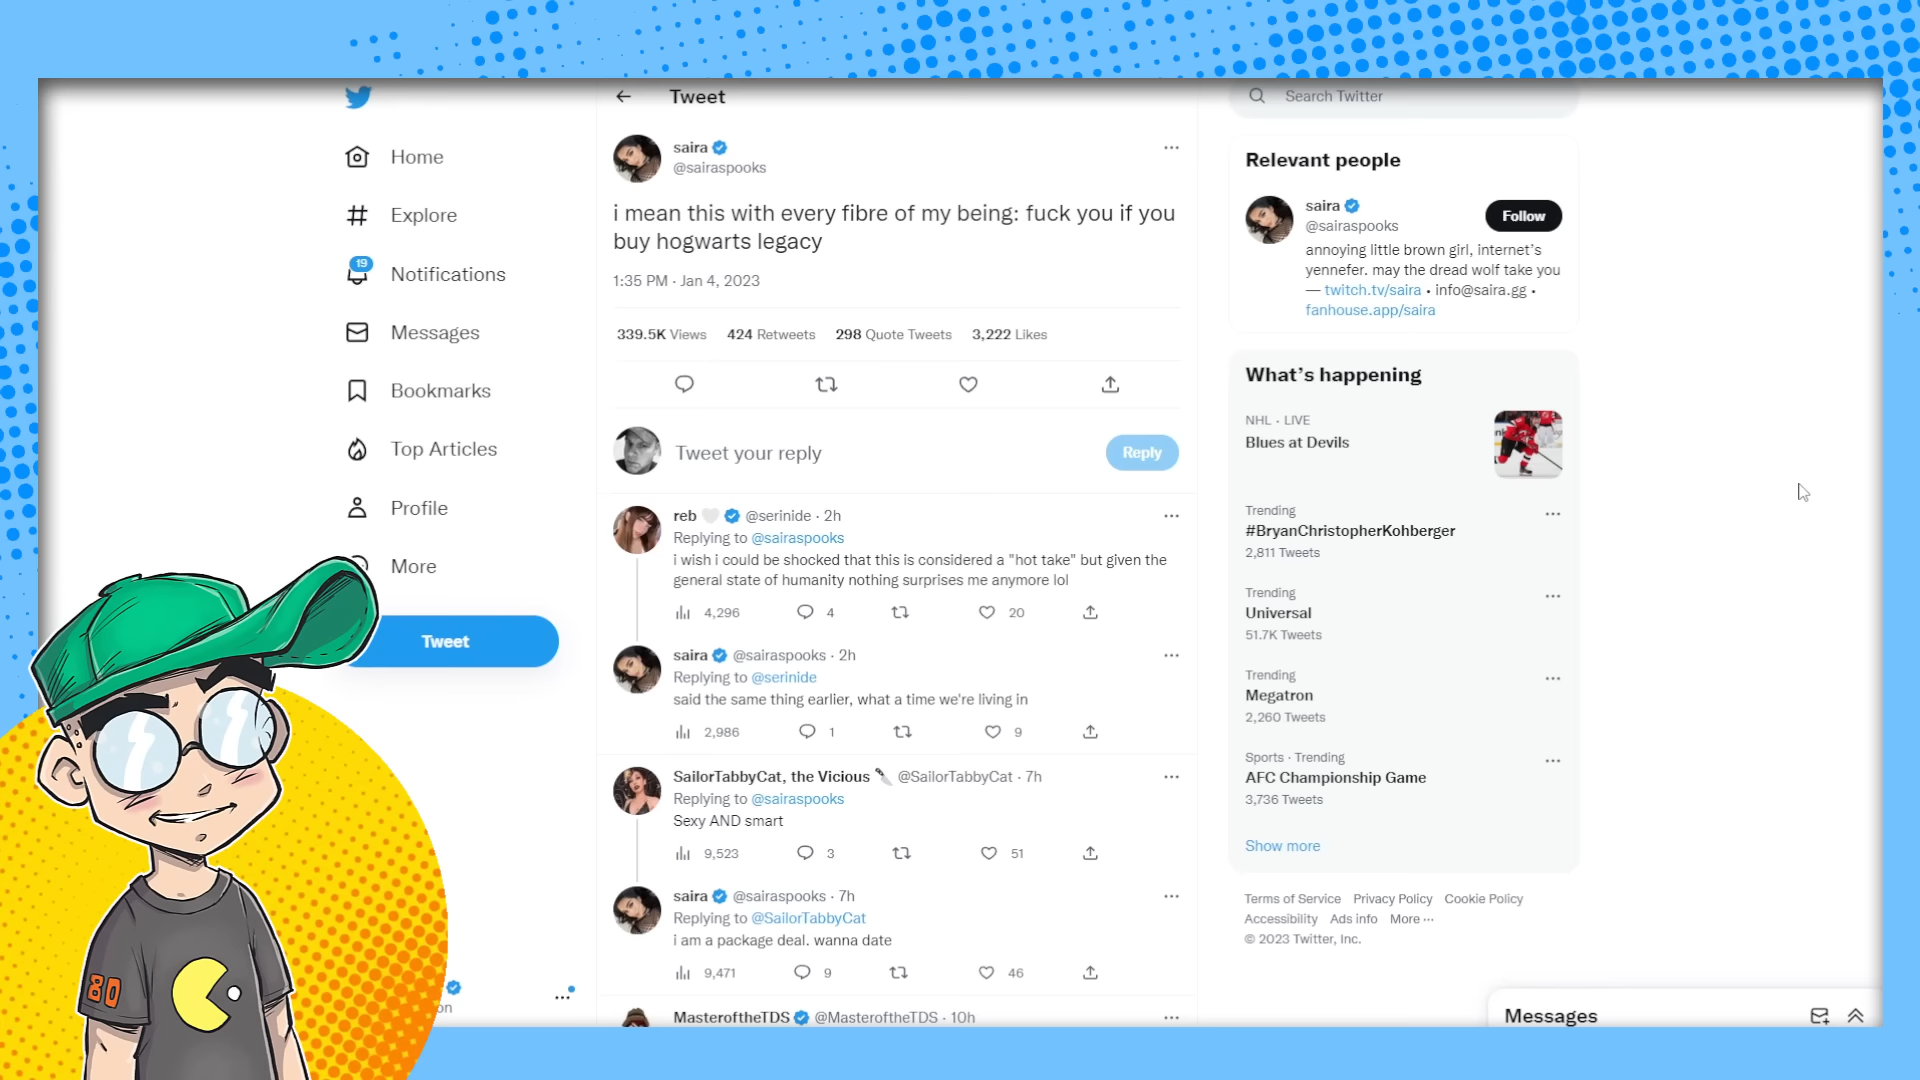 Home
Explore
19
Notifications
Messages
Bookmarks
Top Articles
Profile
More
Tweet
on
Tweet
saira
@sairaspooks
i mean this with every fibre of my being: fuck you if you
buy hogwarts legacy
1:35 PM · Jan 4, 2023
339.5K Views 424 Retweets 298 Quote Tweets 3,222 Likes
Tweet your reply
Reply
reb @serinide · 2h
Replying to @sairaspooks
i wish i could be shocked that this is considered a "hot take" but given the
general state of humanity nothing surprises me anymore lol
4,296 4 20
saira @sairaspooks · 2h
Replying to @serinide
said the same thing earlier, what a time we're living in
2,986 1 9
SailorTabbyCat, the Vicious @SailorTabbyCat · 7h
Replying to @sairaspooks
Sexy AND smart
9,523 3 51
saira @sairaspooks · 7h
Replying to @SailorTabbyCat
i am a package deal. wanna date
9,471 9 46
MasteroftheTDS @MasteroftheTDS · 10h
Search Twitter
Relevant people
saira
@sairaspooks
Follow
annoying little brown girl, internet's
yennefer. may the dread wolf take you
— twitch.tv/saira • info@saira.gg •
fanhouse.app/saira
What's happening
NHL · LIVE
Blues at Devils
Trending
#BryanChristopherKohberger
2,811 Tweets
Trending
Universal
51.7K Tweets
Trending
Megatron
2,260 Tweets
Sports · Trending
AFC Championship Game
3,736 Tweets
Show more
Terms of Service Privacy Policy Cookie Policy
Accessibility Ads info More ···
© 2023 Twitter, Inc.
Messages
80